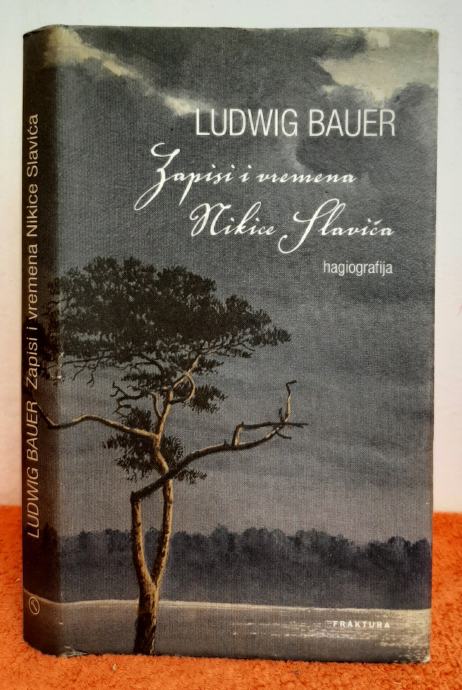 LUDWIG BAUER
Zapisi i vremena
Nikice Slavića
hagiografija
FRAKTURA
LUDWIG BAUER Zapisi i vremena Nikice Slavića